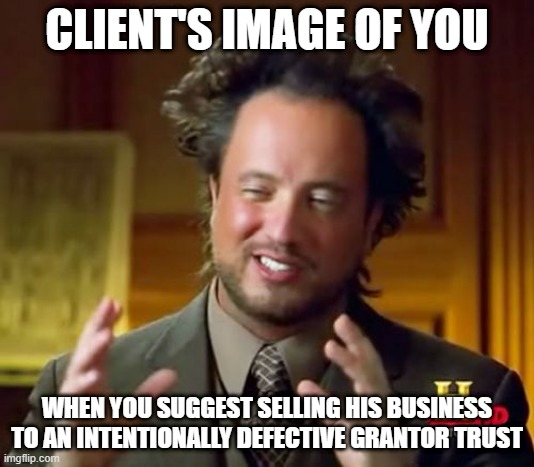 CLIENT'S IMAGE OF YOU
WHEN YOU SUGGEST SELLING HIS BUSINESS
TO AN INTENTIONALLY DEFECTIVE GRANTOR TRUST
imgflip.com